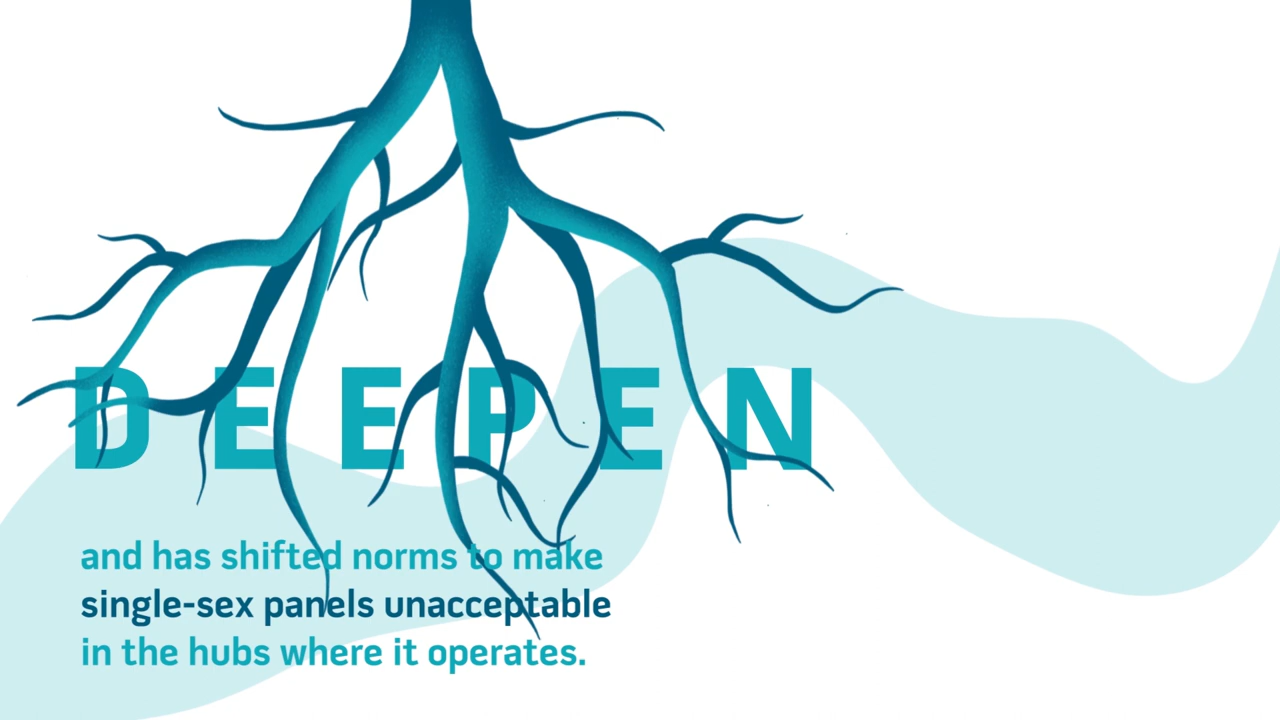 DEEPEN
and has shifted norms to make
single-sex panels unacceptable
in the hubs where it operates.